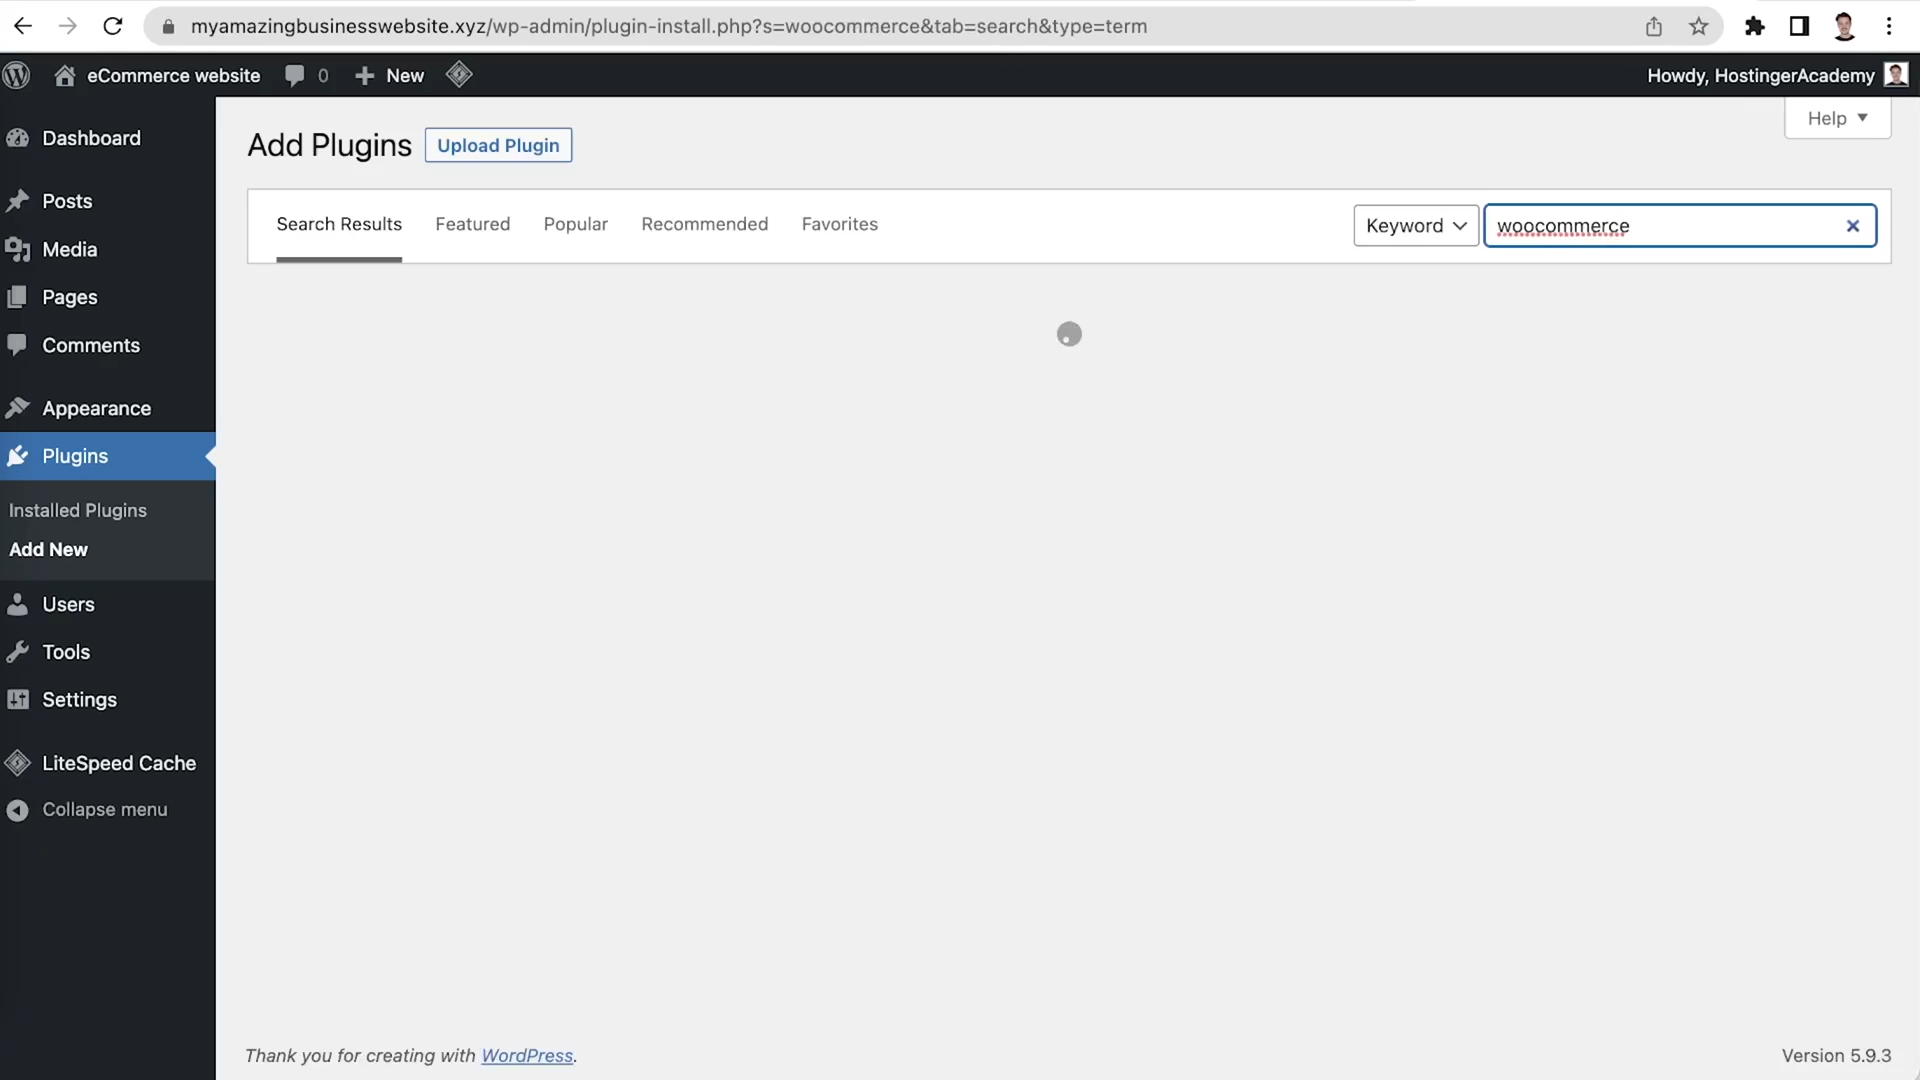 myamazingbusinesswebsite.xyz/wp-admin/plugin-install.php?s=woocommerce&tab=search&type=term
eCommerce website 0 New Howdy, HostingerAcademy
Help
Dashboard
Posts
Media
Pages
Comments
Appearance
Plugins
Installed Plugins
Add New
Users
Tools
Settings
LiteSpeed Cache
Collapse menu
Add Plugins Upload Plugin
Search Results Featured Popular Recommended Favorites Keyword woocommerce
Thank you for creating with WordPress. Version 5.9.3